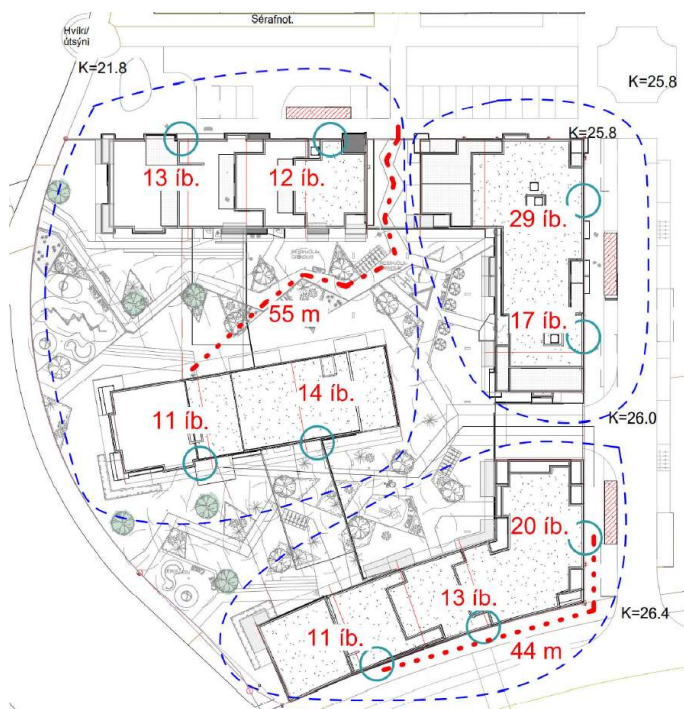 Sérafnot.
Hvíld/
útsýni
K=21.8
K=25.8
K=25.8
13 íb.
12 íb.
29 íb.
17 íb.
55 m
14 íb.
11 íb.
K=26.0
20 íb.
13 íb.
11 íb.
K=26.4
44 m